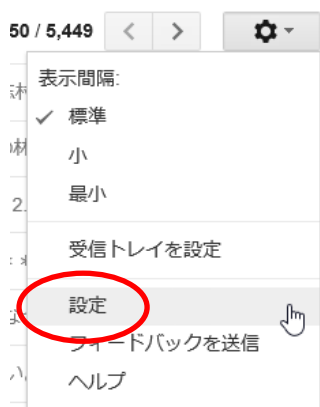 50 / 5,449
表示間隔:
標準
小
最小
2.
受信トレイを設定
設定
フィードバックを送信
ヘルプ